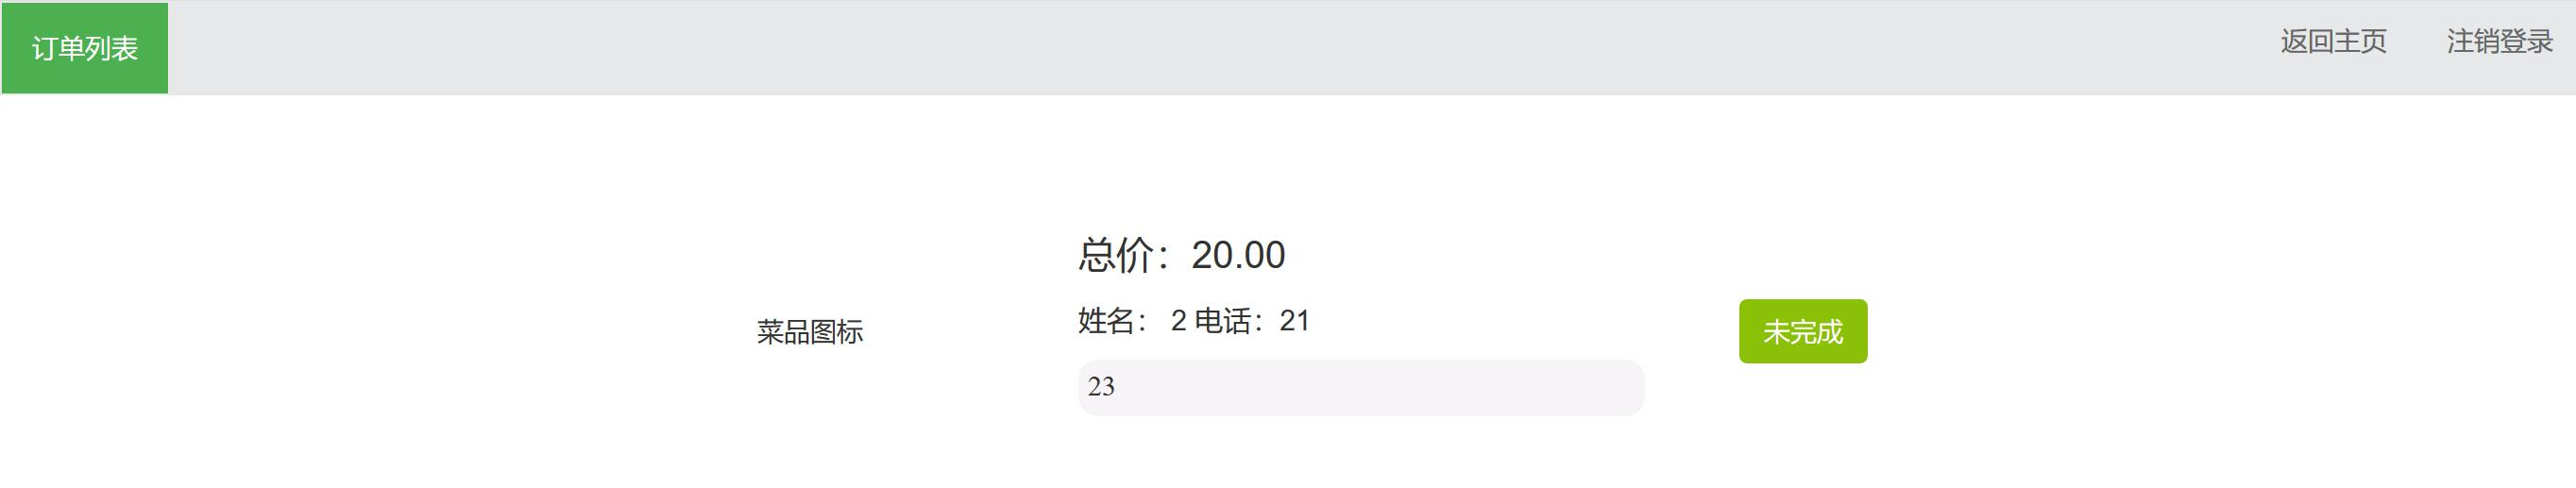 订单列表
返回主页 注销登录
总价：20.00
姓名： 2 电话：21
菜品图标
未完成
23